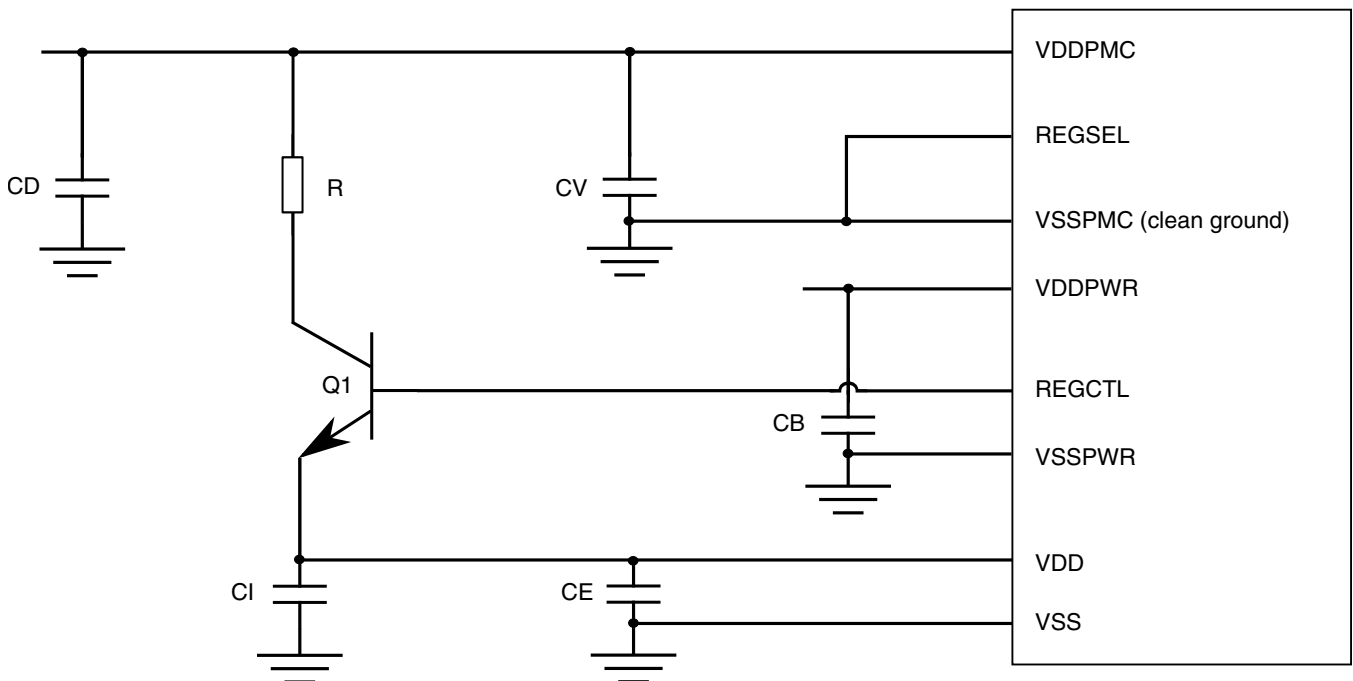 VDDPMC
REGSEL
CD
R
CV
VSSPMC (clean ground)
VDDPWR
Q1
REGCTL
CB
VSSPWR
VDD
CI
CE
VSS